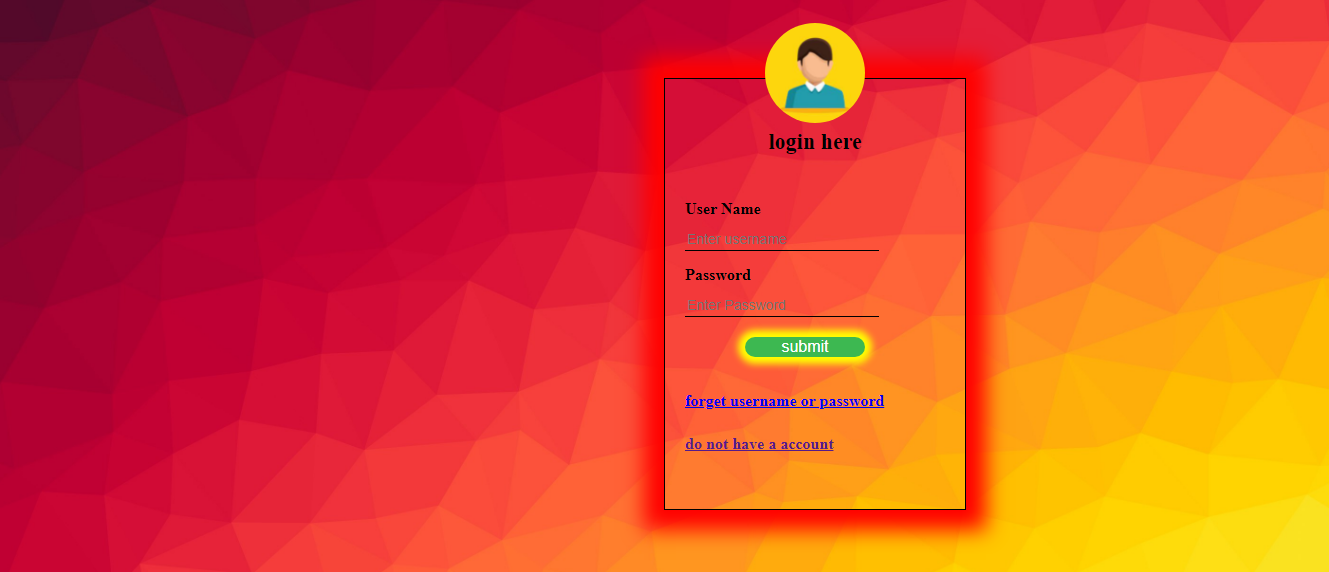 login here
User Name
Enter username
Password
Enter Password
submit
forget username or password
do not have a account